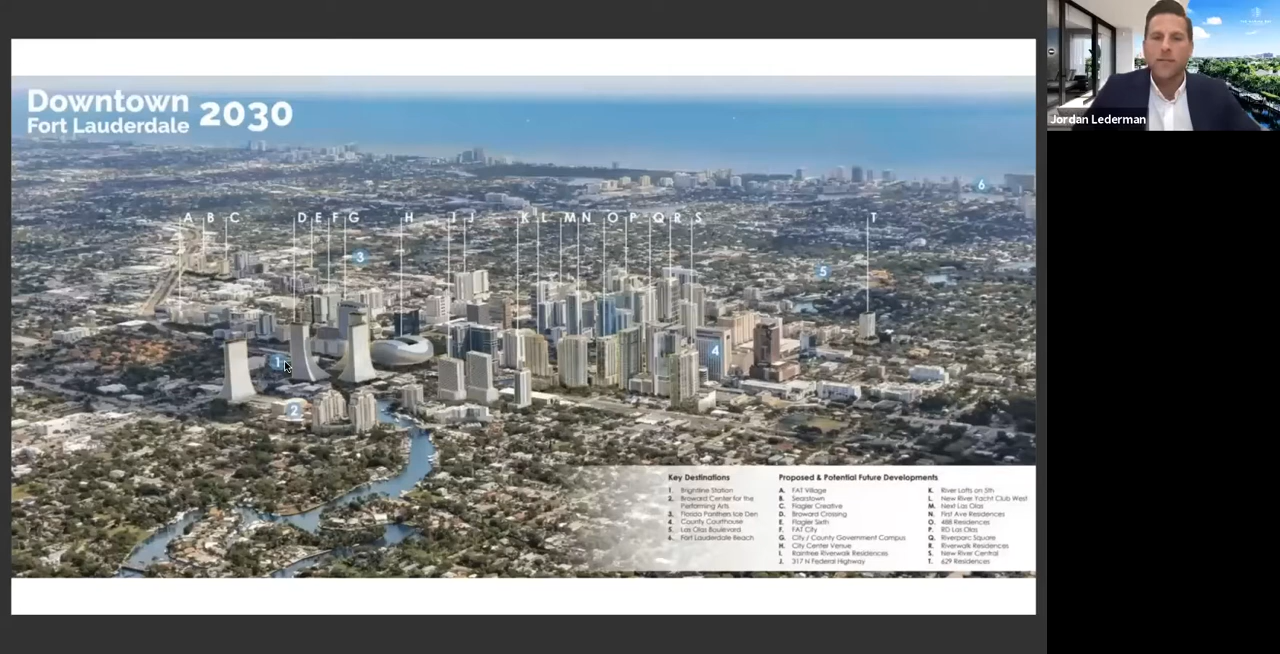 Downtown
Fort Lauderdale
2030
Jordan Lederman
A B C D E F G H I J K L M N O P Q R S T
6
3
5
4
1
2
Key Destinations
1. Brightline Station
2. Broward Center for the
Performing Arts
3. Florida Panthers Ice Den
4. County Courthouse
5. Las Olas Boulevard
6. Fort Lauderdale Beach
Proposed & Potential Future Developments
A. FAT Village
B. Searstown
C. Flagler Creative
D. Broward Crossing
E. Flagler Sixth
F. FAT City
G. City / County Government Campus
H. City Center Venue
I. Raintree Riverwalk Residences
J. 317 N Federal Highway
K. River Lofts on 5th
L. New River Yacht Club West
M. Next Las Olas
N. First Ave Residences
O. 488 Residences
P. RD Las Olas
Q. Riverparc Square
R. Riverwalk Residences
S. New River Central
T. 629 Residences